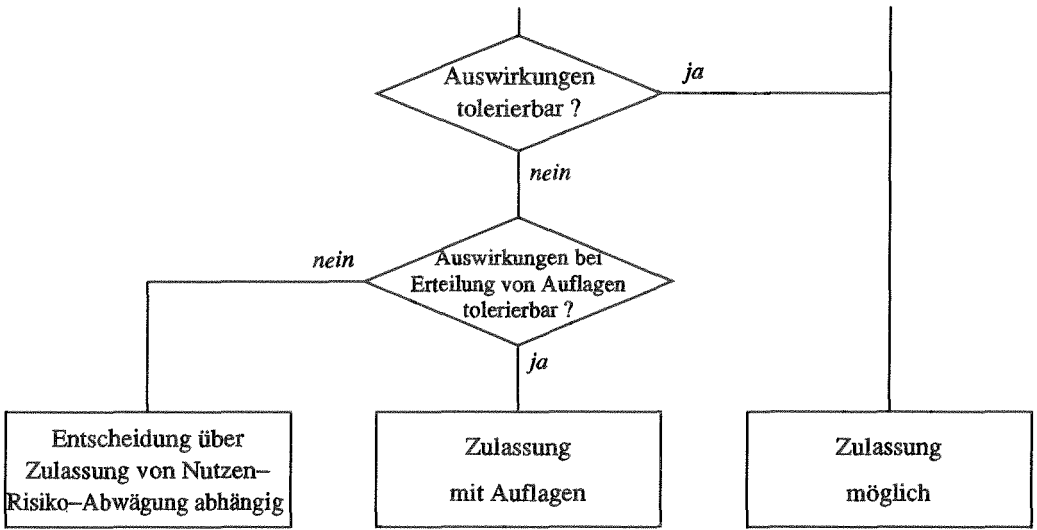 Auswirkungen
tolerierbar ?
ja
nein
nein
Auswirkungen bei
Erteilung von Auflagen
tolerierbar ?
ja
Entscheidung über
Zulassung von Nutzen–
Risiko–Abwägung abhängig
Zulassung
mit Auflagen
Zulassung
möglich